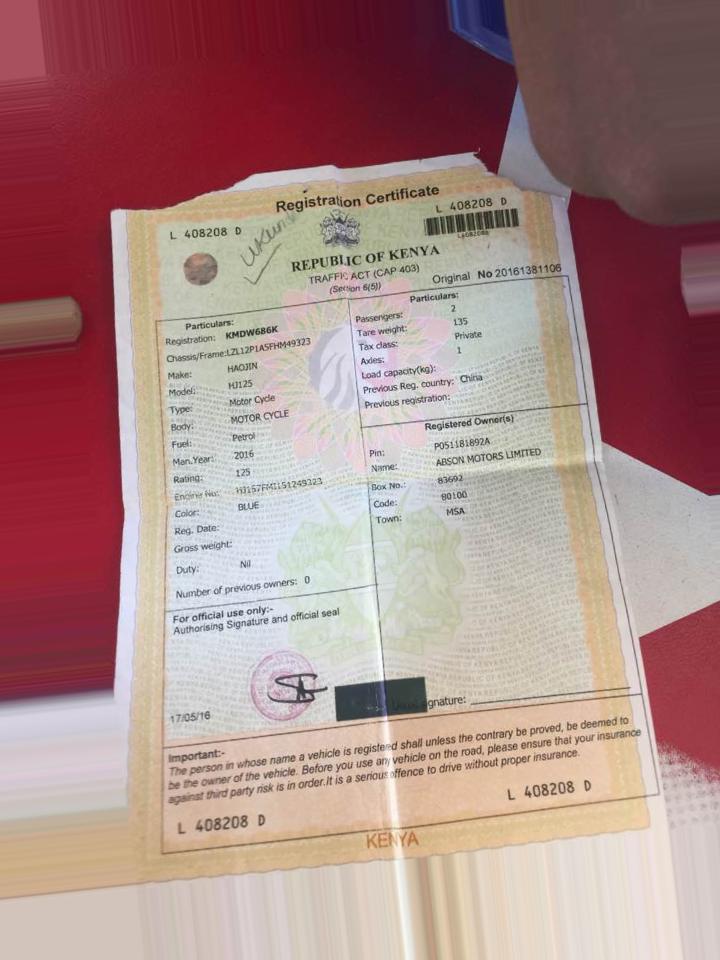 Registration Certificate
L 408208 D
L 408208 D
REPUBLIC OF KENYA
TRAFFIC ACT (CAP 403)
(Section 6(5))
Original No 20161381106
Particulars:
Registration: KMDW686K
Chassis/Frame: LZL12P1A5FHM49323
Make: HAOJIN
Model: HJ125
Type: Motor Cycle
Body: MOTOR CYCLE
Fuel: Petrol
Man.Year: 2016
Rating: 125
Engine No:
Color: BLUE
Reg. Date:
Gross weight:
Duty: Nil
Number of previous owners: 0
Particulars:
Passengers: 2
Tare weight: 135
Tax class: Private
Axles: 1
Load capacity(kg):
Previous Reg. country: China
Previous registration:
Registered Owner(s)
Pin: P051181892A
Name: ABSON MOTORS LIMITED
Box No.: 83692
Code: 80100
Town: MSA
For official use only:-
Authorising Signature and official seal
17/05/16
signature:
Important:-
The person in whose name a vehicle is registered shall unless the contrary be proved, be deemed to
be the owner of the vehicle. Before you use any vehicle on the road, please ensure that your insurance
against third party risk is in order.It is a serious offence to drive without proper insurance.
L 408208 D
L 408208 D
KENYA